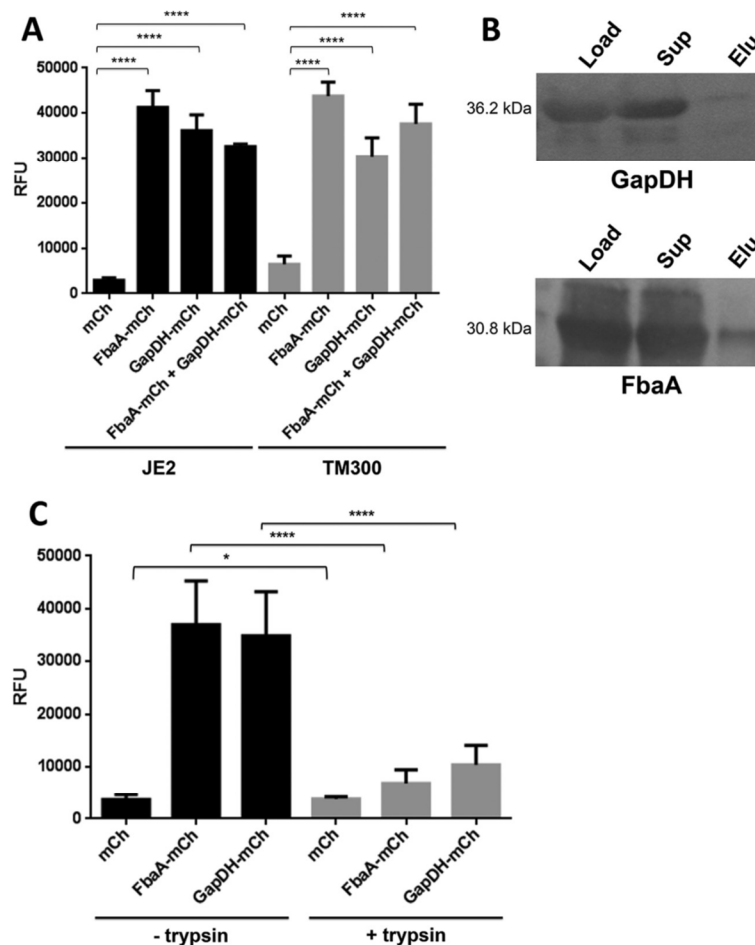 A
****
****
****
****
****
****
50000
40000
30000
20000
10000
0
RFU
mCh
FbaA-mCh
GapDH-mCh
FbaA-mCh + GapDH-mCh
mCh
FbaA-mCh
GapDH-mCh
FbaA-mCh + GapDH-mCh
JE2
TM300
B
Load
Sup
Elu
36.2 kDa
GapDH
Load
Sup
Elu
30.8 kDa
FbaA
C
****
****
*
50000
40000
30000
20000
10000
0
RFU
mCh
FbaA-mCh
GapDH-mCh
mCh
FbaA-mCh
GapDH-mCh
- trypsin
+ trypsin